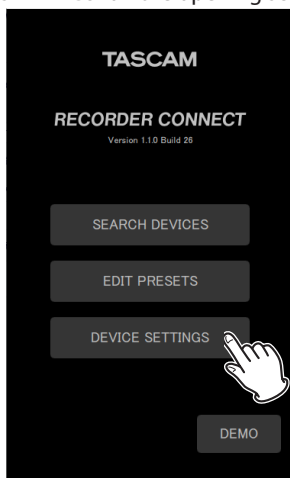 TASCAM
RECORDER CONNECT
Version 1.1.0 Build 26
SEARCH DEVICES
EDIT PRESETS
DEVICE SETTINGS
DEMO